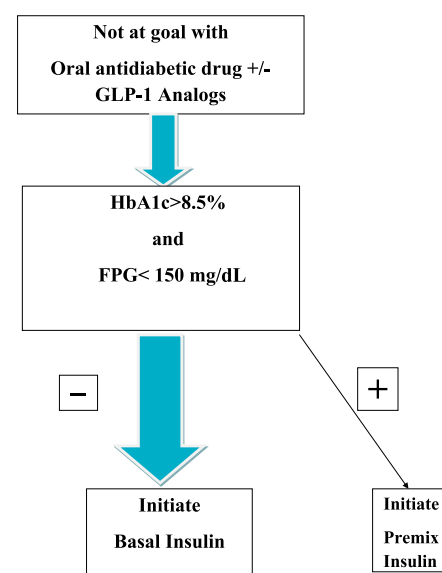 Not at goal with
Oral antidiabetic drug +/-
GLP-1 Analogs
HbA1c>8.5%
and
FPG< 150 mg/dL
−
+
Initiate
Basal Insulin
Initiate
Premix
Insulin